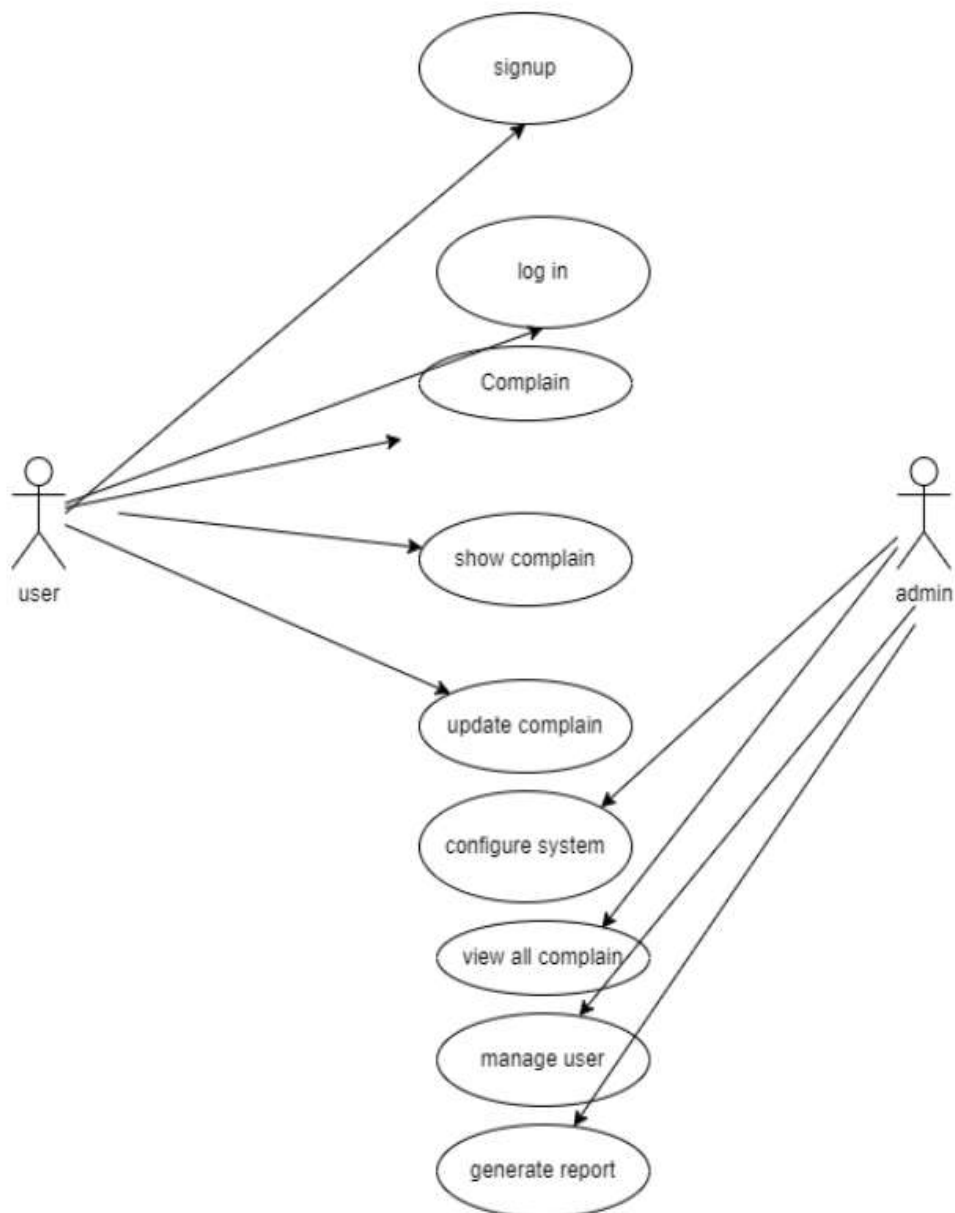 signup
log in
Complain
show complain
user
admin
update complain
configure system
view all complain
manage user
generate report